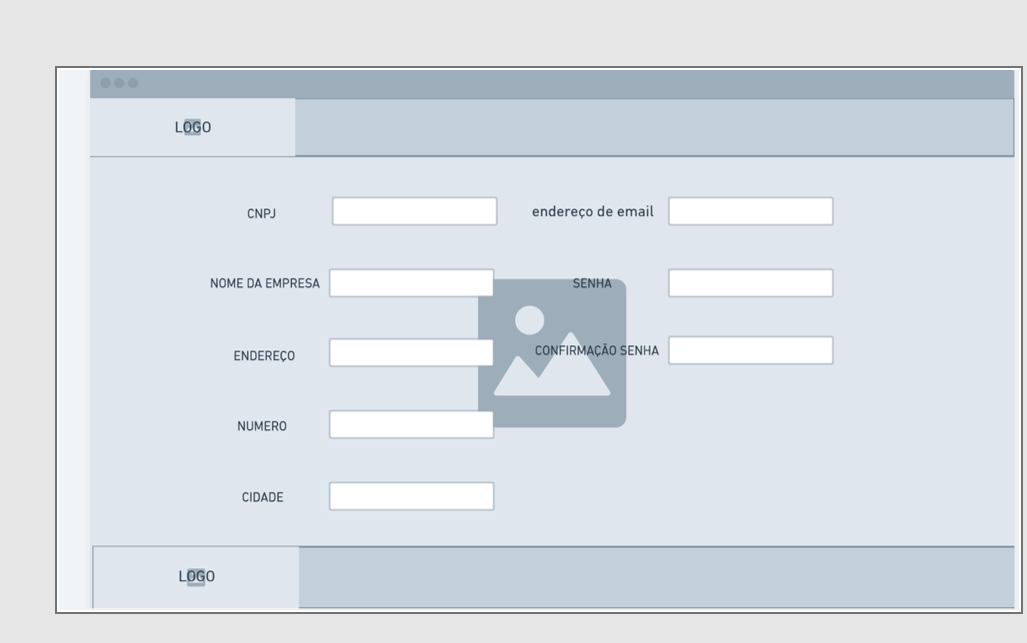 LOGO
CNPJ
endereço de email
NOME DA EMPRESA
SENHA
ENDEREÇO
CONFIRMAÇÃO SENHA
NUMERO
CIDADE
LOGO